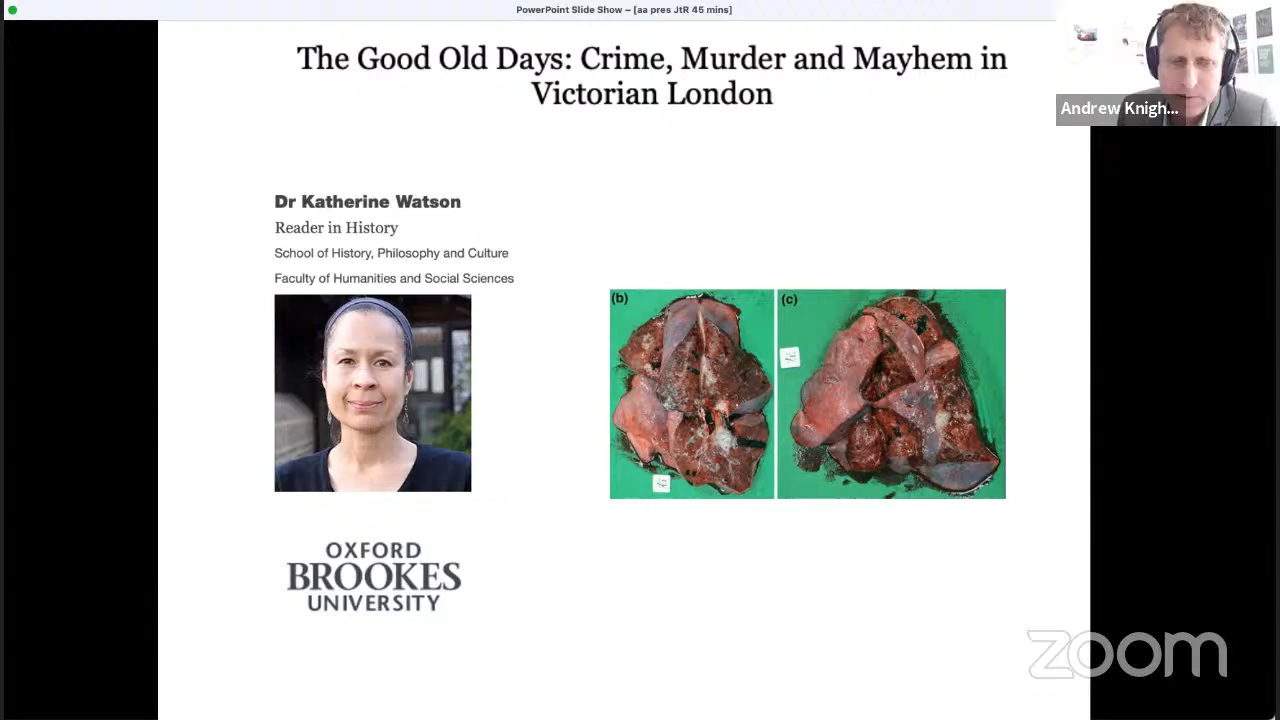 PowerPoint Slide Show – [aa pres JtR 45 mins]
The Good Old Days: Crime, Murder and Mayhem in
Victorian London
Andrew Knigh...
Dr Katherine Watson
Reader in History
School of History, Philosophy and Culture
Faculty of Humanities and Social Sciences
(b)
(c)
OXFORD
BROOKES
UNIVERSITY
zoom